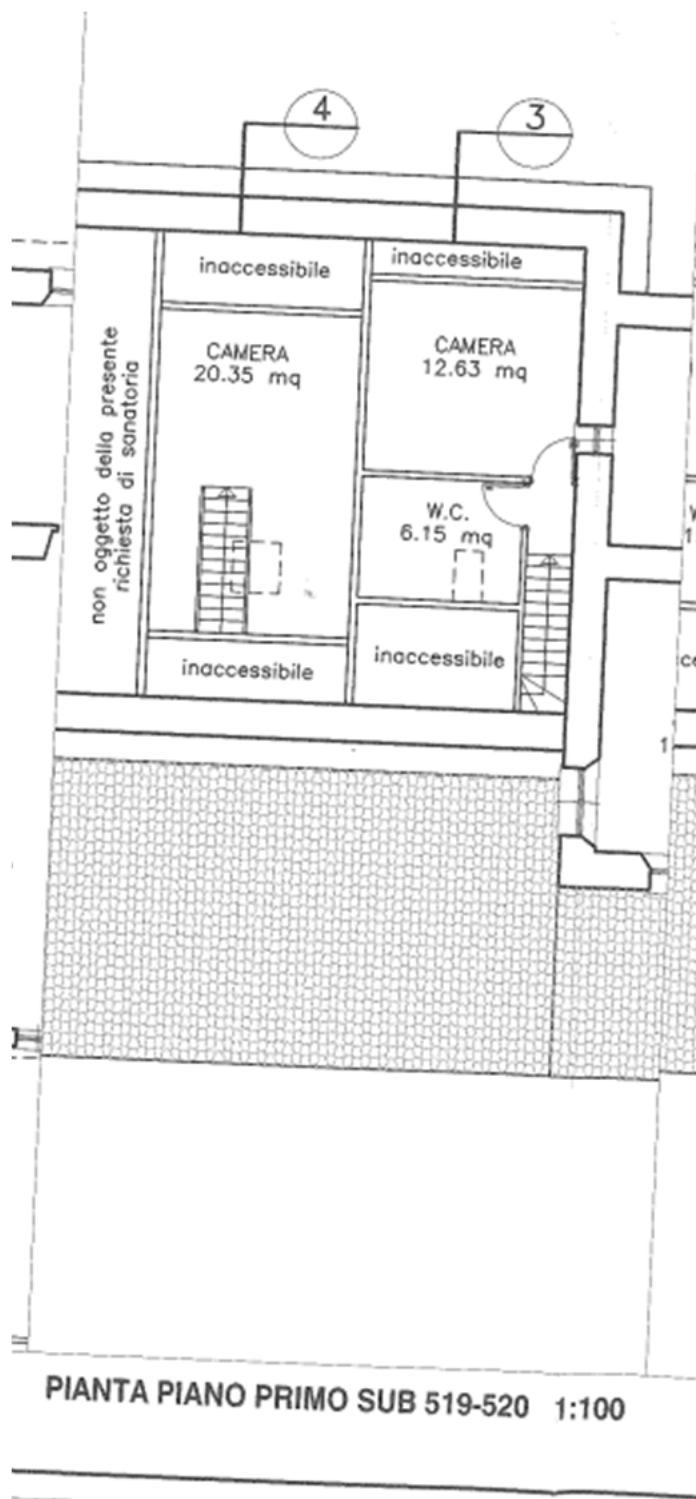 4
3
inaccessibile
inaccessibile
CAMERA
20.35 mq
CAMERA
12.63 mq
non oggetto della presente
richiesta di sanatoria
W.C.
6.15 mq
inaccessibile
inaccessibile
PIANTA PIANO PRIMO SUB 519-520 1:100